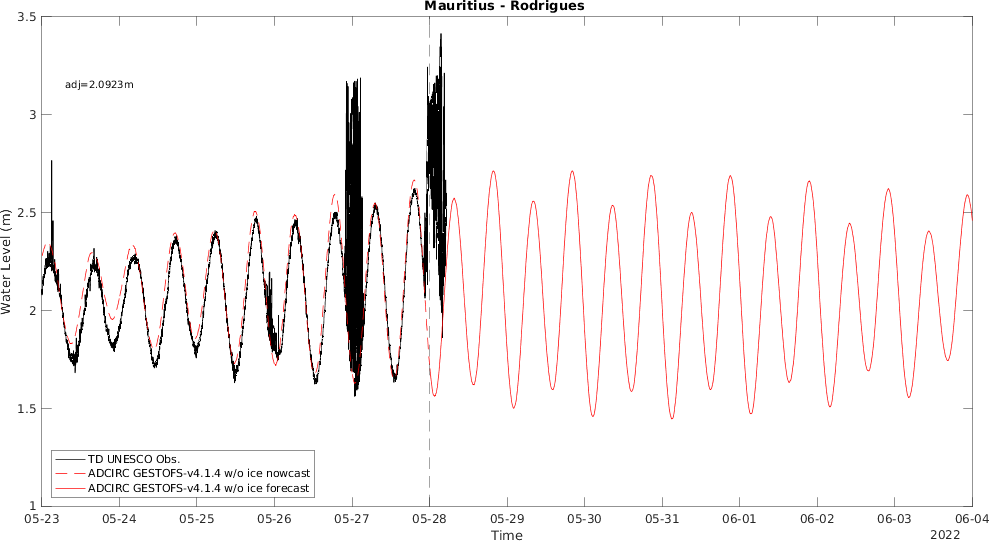 Mauritius - Rodrigues
3.5
adj=2.0923m
3
2.5
Water Level (m)
2
1.5
TD UNESCO Obs.
ADCIRC GESTOFS-v4.1.4 w/o ice nowcast
ADCIRC GESTOFS-v4.1.4 w/o ice forecast
1
05-23 05-24 05-25 05-26 05-27 05-28 05-29 05-30 05-31 06-01 06-02 06-03 06-04
Time
2022